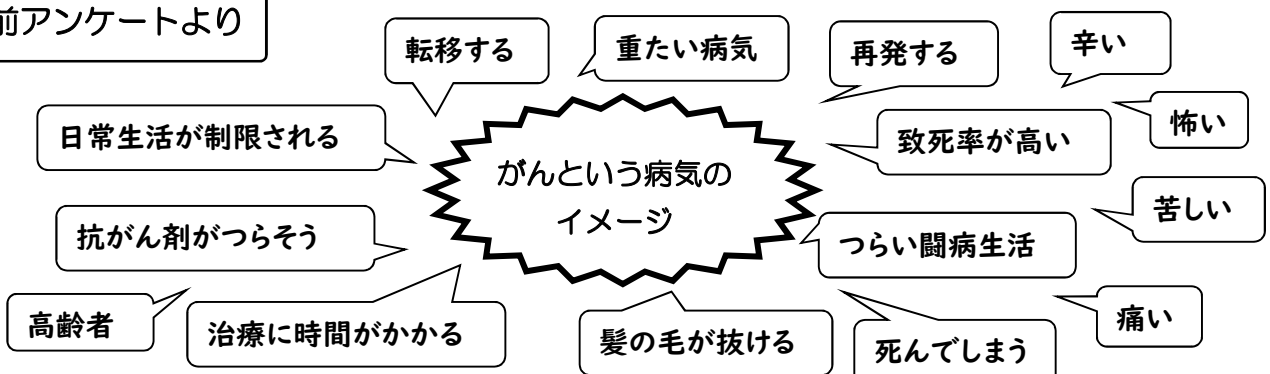 前アンケートより
転移する
重たい病気
再発する
辛い
日常生活が制限される
致死率が高い
怖い
がんという病気の
イメージ
抗がん剤がつらそう
つらい闘病生活
苦しい
高齢者
治療に時間がかかる
髪の毛が抜ける
死んでしまう
痛い